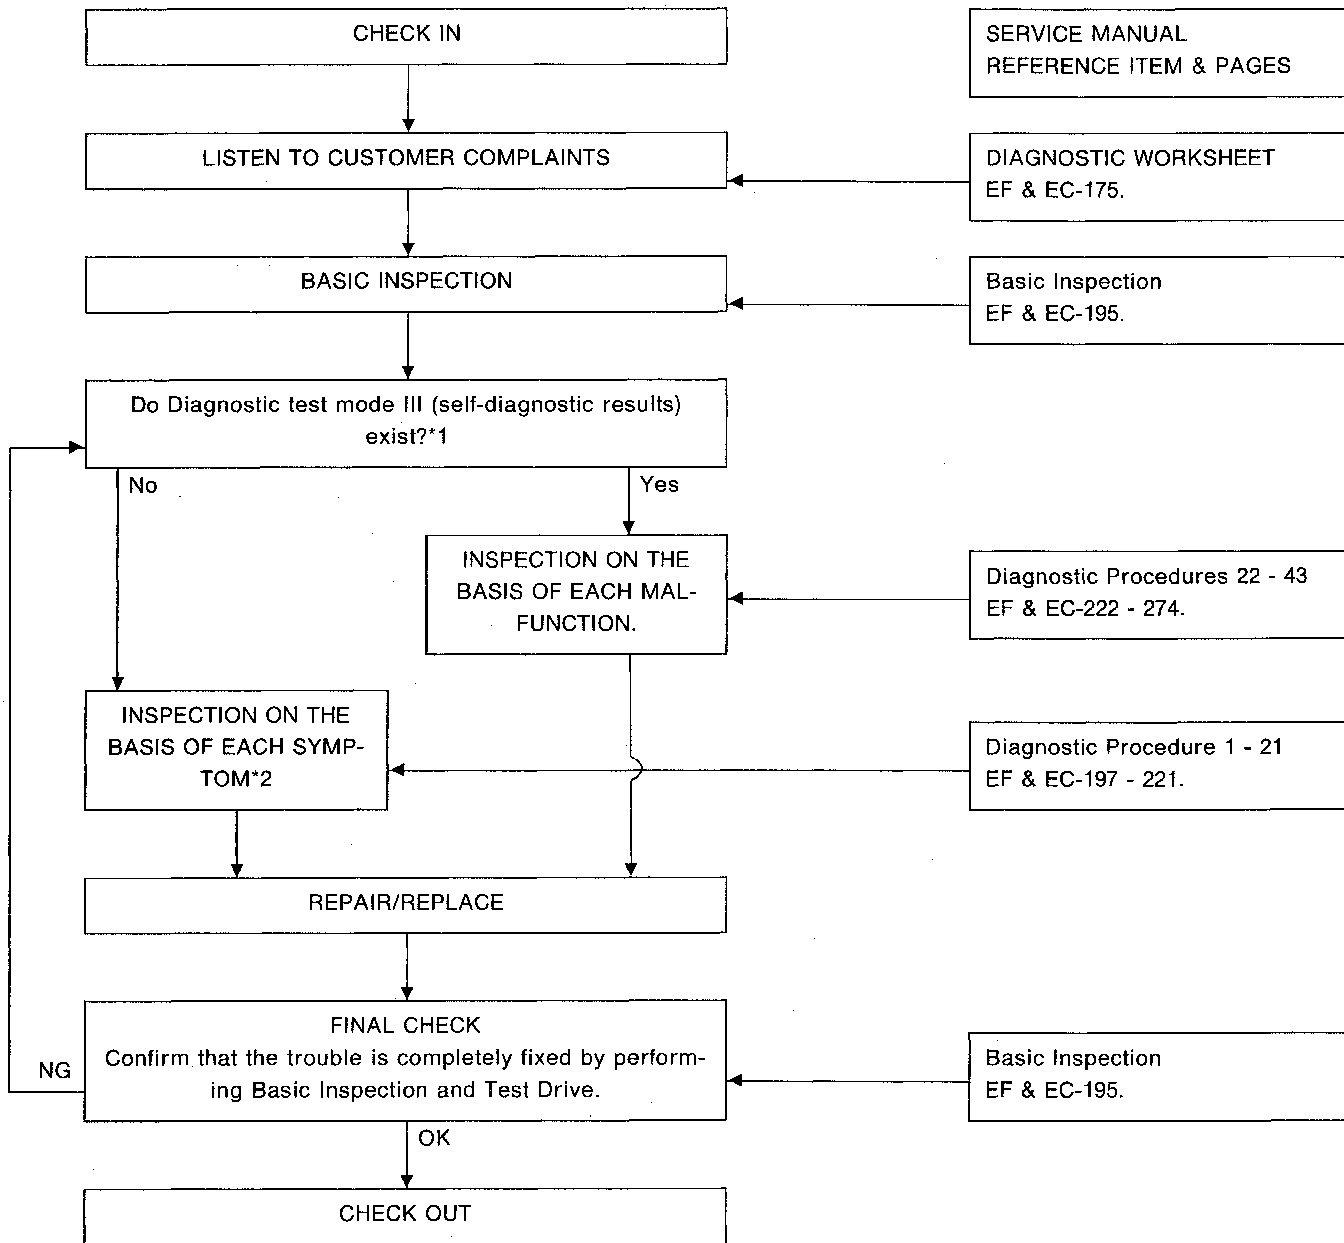 CHECK IN
SERVICE MANUAL
REFERENCE ITEM & PAGES
LISTEN TO CUSTOMER COMPLAINTS
DIAGNOSTIC WORKSHEET
EF & EC-175.
BASIC INSPECTION
Basic Inspection
EF & EC-195.
Do Diagnostic test mode III (self-diagnostic results)
exist?*1
No
Yes
INSPECTION ON THE
BASIS OF EACH MAL-
FUNCTION.
Diagnostic Procedures 22 - 43
EF & EC-222 - 274.
INSPECTION ON THE
BASIS OF EACH SYMP-
TOM*2
Diagnostic Procedure 1 - 21
EF & EC-197 - 221.
REPAIR/REPLACE
FINAL CHECK
Confirm that the trouble is completely fixed by perform-
ing Basic Inspection and Test Drive.
NG
Basic Inspection
EF & EC-195.
OK
CHECK OUT